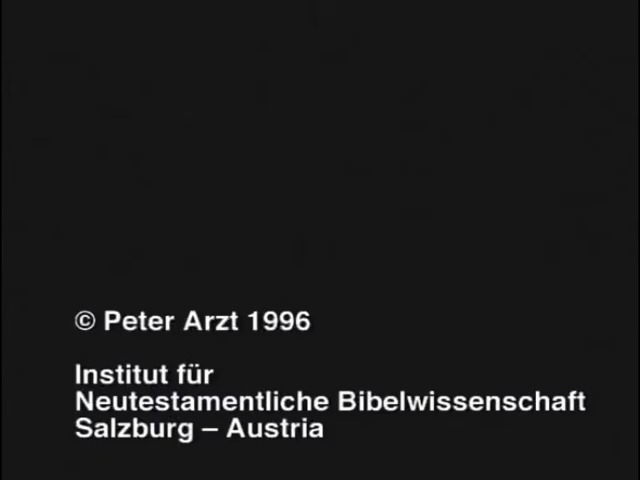 © Peter Arzt 1996
Institut für
Neutestamentliche Bibelwissenschaft
Salzburg – Austria